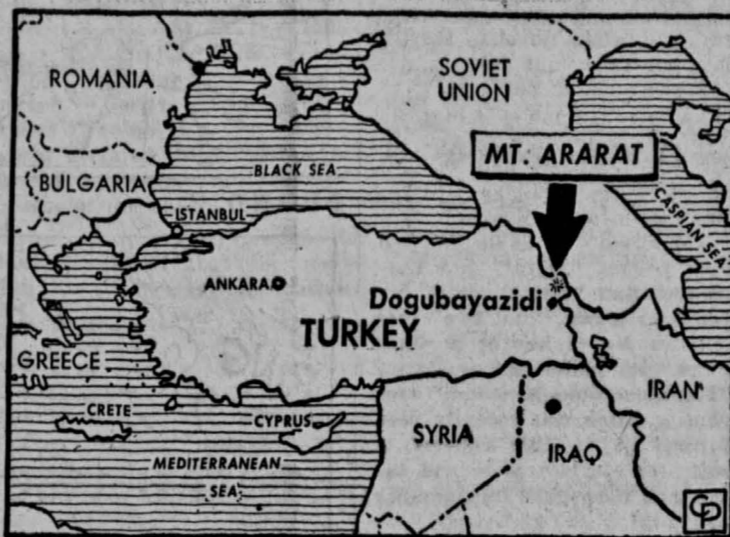 ROMANIA
SOVIET
UNION
MT. ARARAT
BLACK SEA
BULGARIA
ISTANBUL
CASPIAN SEA
ANKARA
Dogubayazidi
TURKEY
GREECE
IRAN
CRETE
CYPRUS
SYRIA
IRAQ
MEDITERRANEAN
SEA
CP